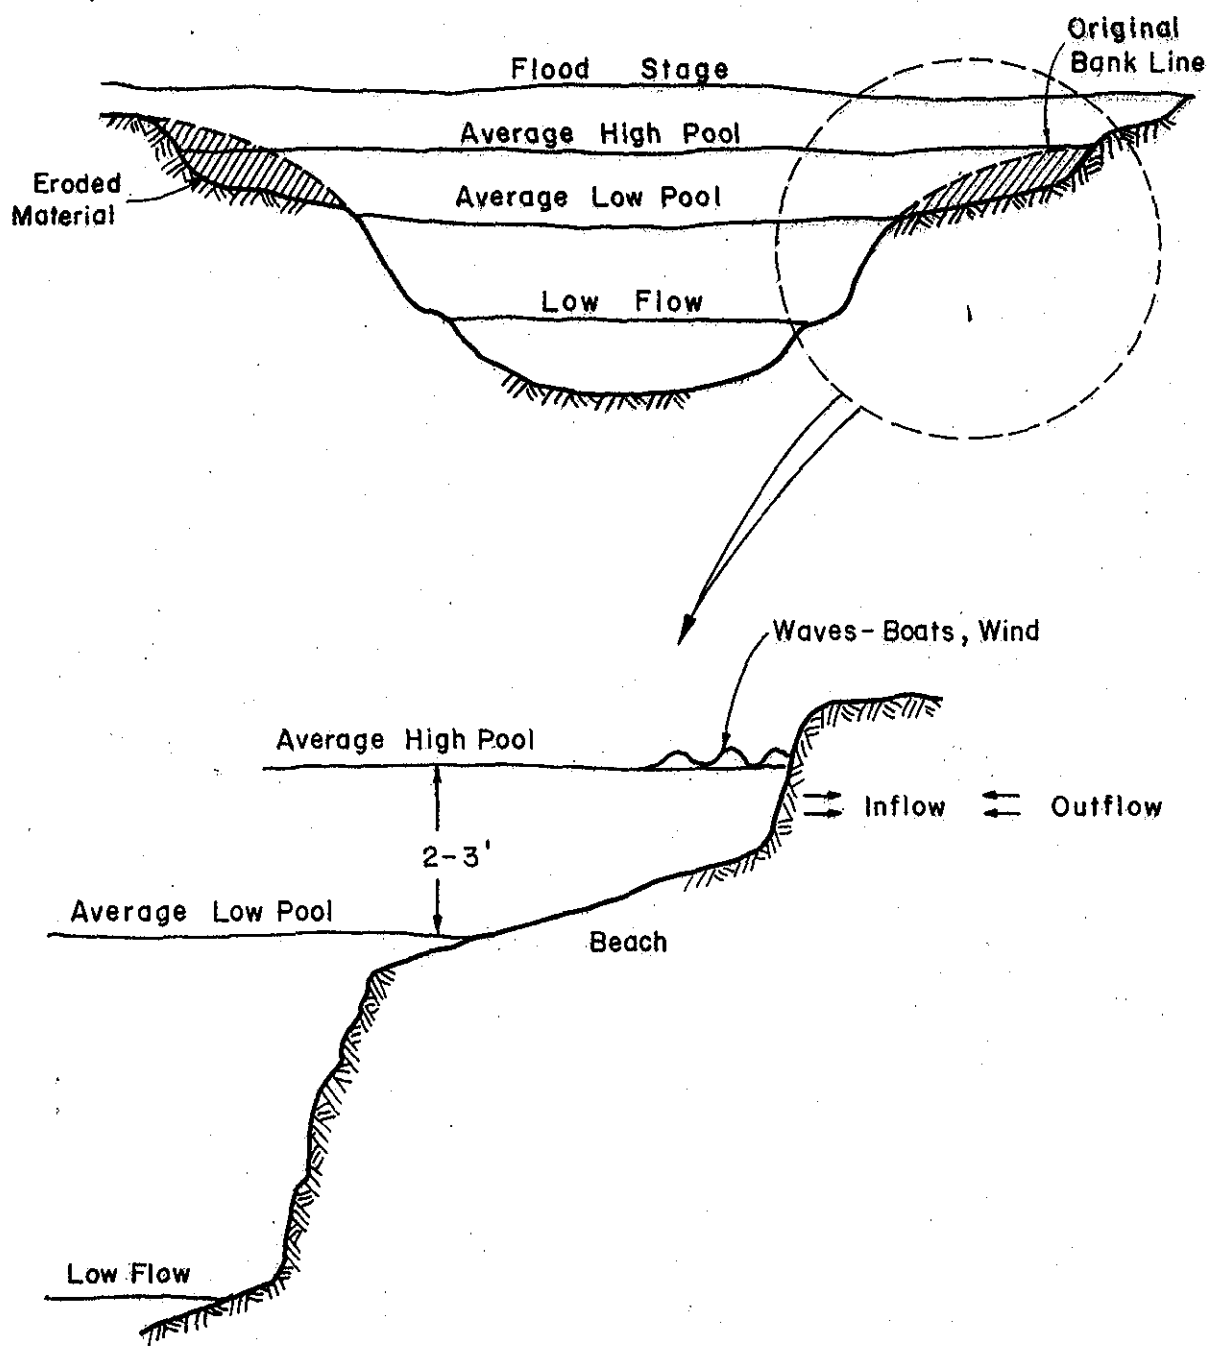 Original
Bank Line
Flood Stage
Average High Pool
Eroded
Material
Average Low Pool
Low Flow
Waves-Boats, Wind
Average High Pool
Inflow
Outflow
2-3'
Average Low Pool
Beach
Low Flow